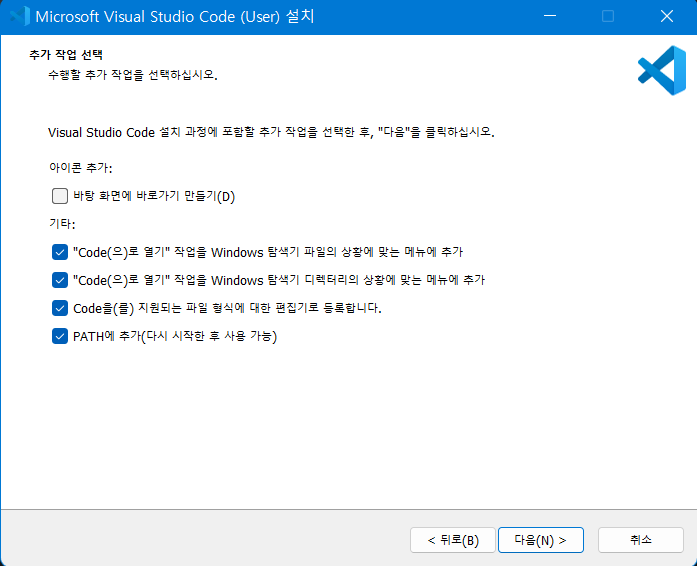 Microsoft Visual Studio Code (User) 설치
추가 작업 선택
수행할 추가 작업을 선택하십시오.
Visual Studio Code 설치 과정에 포함할 추가 작업을 선택한 후, "다음"을 클릭하십시오.
아이콘 추가:
바탕 화면에 바로가기 만들기(D)
기타:
"Code(으)로 열기" 작업을 Windows 탐색기 파일의 상황에 맞는 메뉴에 추가
"Code(으)로 열기" 작업을 Windows 탐색기 디렉터리의 상황에 맞는 메뉴에 추가
Code을(를) 지원되는 파일 형식에 대한 편집기로 등록합니다.
PATH에 추가(다시 시작한 후 사용 가능)
< 뒤로(B) 다음(N) > 취소